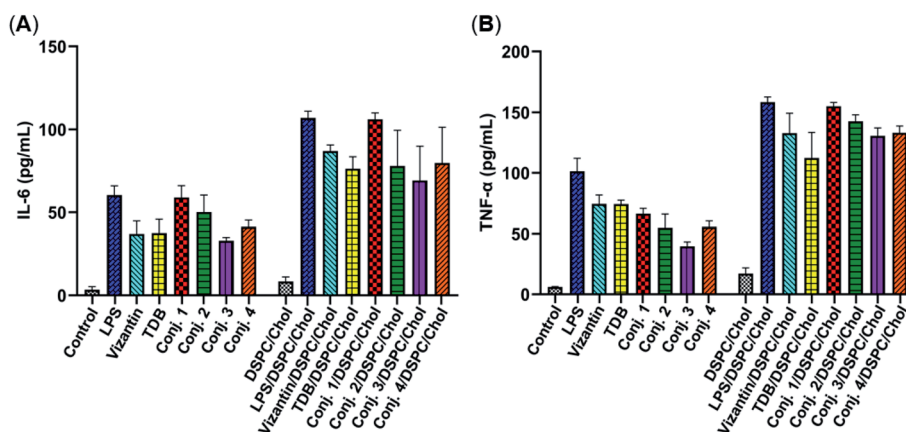 (A)
IL-6 (pg/mL)
150
100
50
0
Control
LPS
Vizantin
TDB
Conj. 1
Conj. 2
Conj. 3
Conj. 4
DSPC/Chol
LPS/DSPC/Chol
Vizantin/DSPC/Chol
TDB/DSPC/Chol
Conj. 1/DSPC/Chol
Conj. 2/DSPC/Chol
Conj. 3/DSPC/Chol
Conj. 4/DSPC/Chol
(B)
TNF-α (pg/mL)
200
150
100
50
0
Control
LPS
Vizantin
TDB
Conj. 1
Conj. 2
Conj. 3
Conj. 4
DSPC/Chol
LPS/DSPC/Chol
Vizantin/DSPC/Chol
TDB/DSPC/Chol
Conj. 1/DSPC/Chol
Conj. 2/DSPC/Chol
Conj. 3/DSPC/Chol
Conj. 4/DSPC/Chol